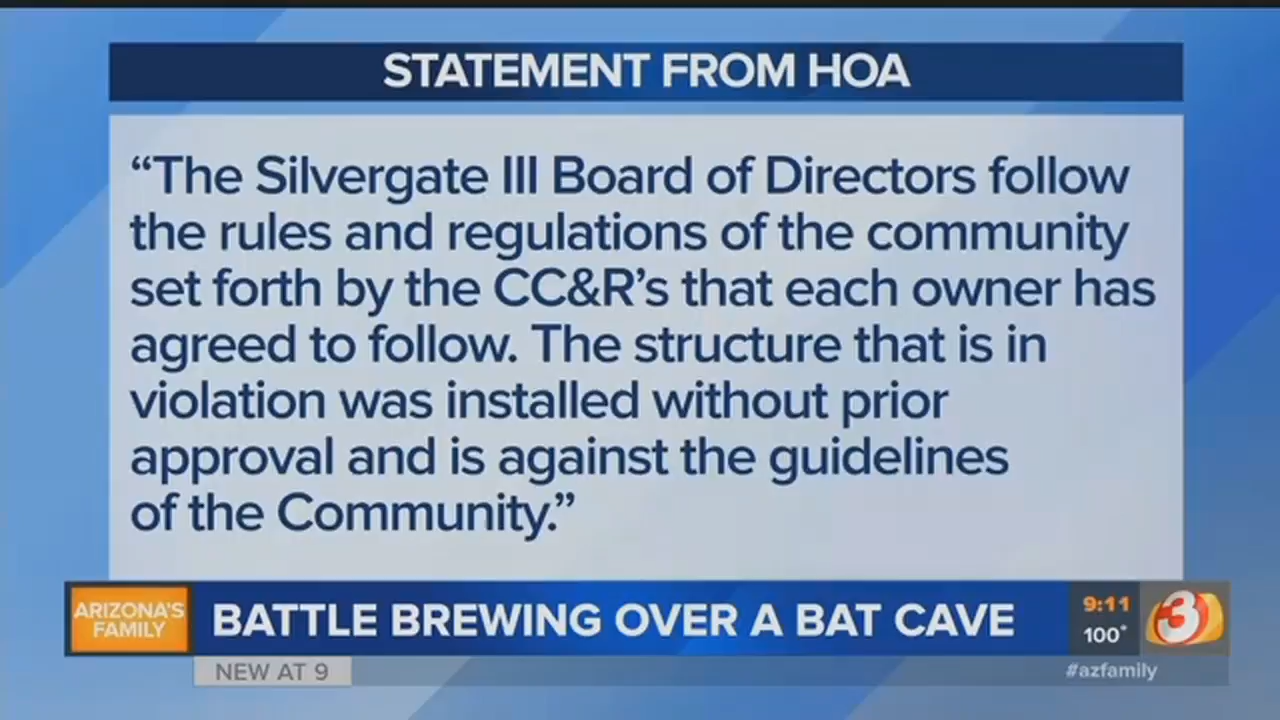 STATEMENT FROM HOA
“The Silvergate III Board of Directors follow
the rules and regulations of the community
set forth by the CC&R’s that each owner has
agreed to follow. The structure that is in
violation was installed without prior
approval and is against the guidelines
of the Community.”
ARIZONA'S
FAMILY
BATTLE BREWING OVER A BAT CAVE
9:11
100°
3
NEW AT 9
#azfamily